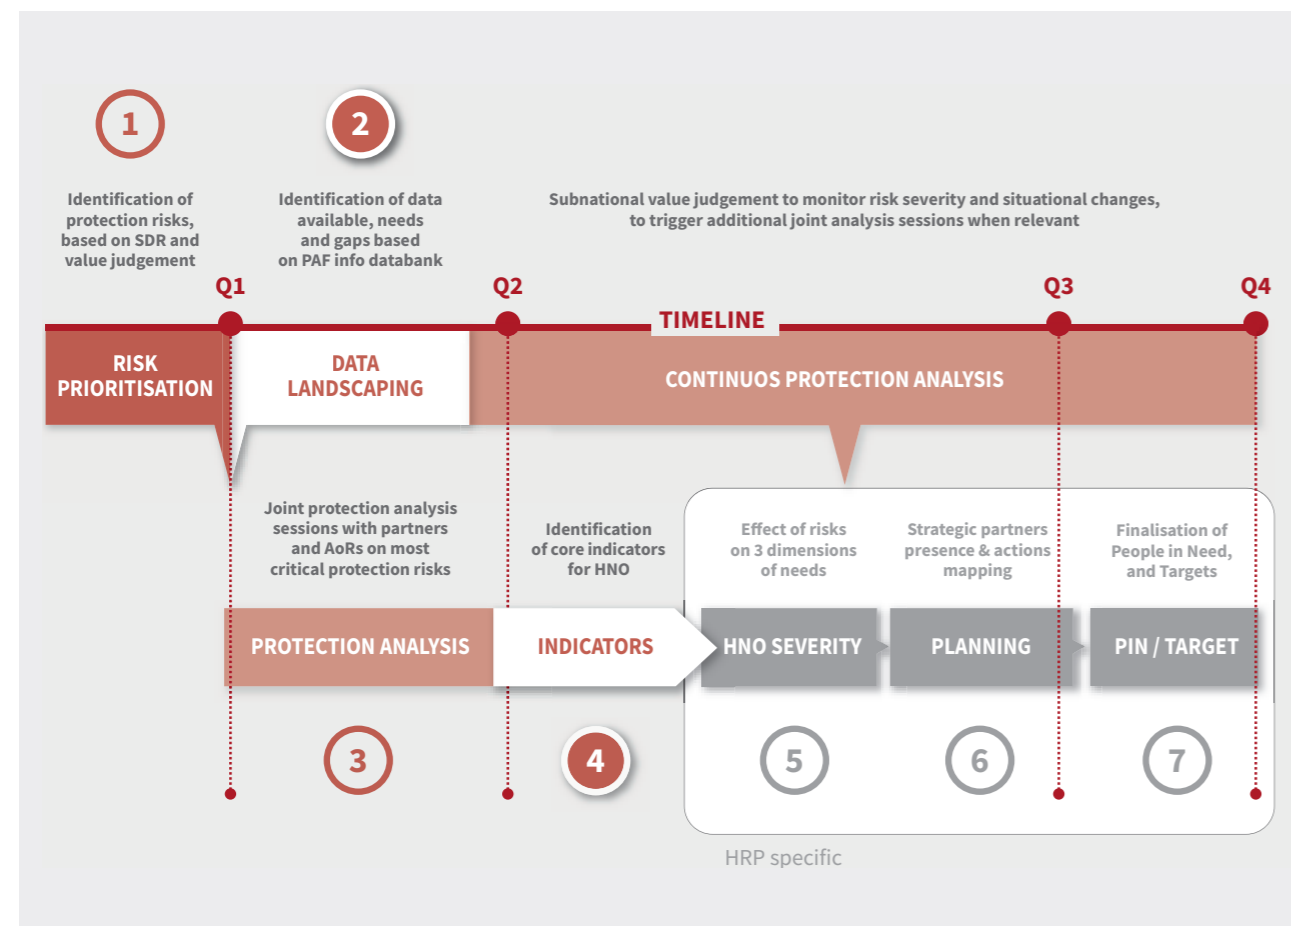 1
2
Identification of
protection risks,
based on SDR and
value judgement
Identification of data
available, needs
and gaps based
on PAF info databank
Subnational value judgement to monitor risk severity and situational changes,
to trigger additional joint analysis sessions when relevant
Q1
Q2
Q3
Q4
TIMELINE
RISK
PRIORITISATION
DATA
LANDSCAPING
CONTINUOS PROTECTION ANALYSIS
Joint protection analysis
sessions with partners
and AoRs on most
critical protection risks
Identification
of core indicators
for HNO
Effect of risks
on 3 dimensions
of needs
Strategic partners
presence & actions
mapping
Finalisation of
People in Need,
and Targets
PROTECTION ANALYSIS
INDICATORS
HNO SEVERITY
PLANNING
PIN / TARGET
3
4
5
6
7
HRP specific